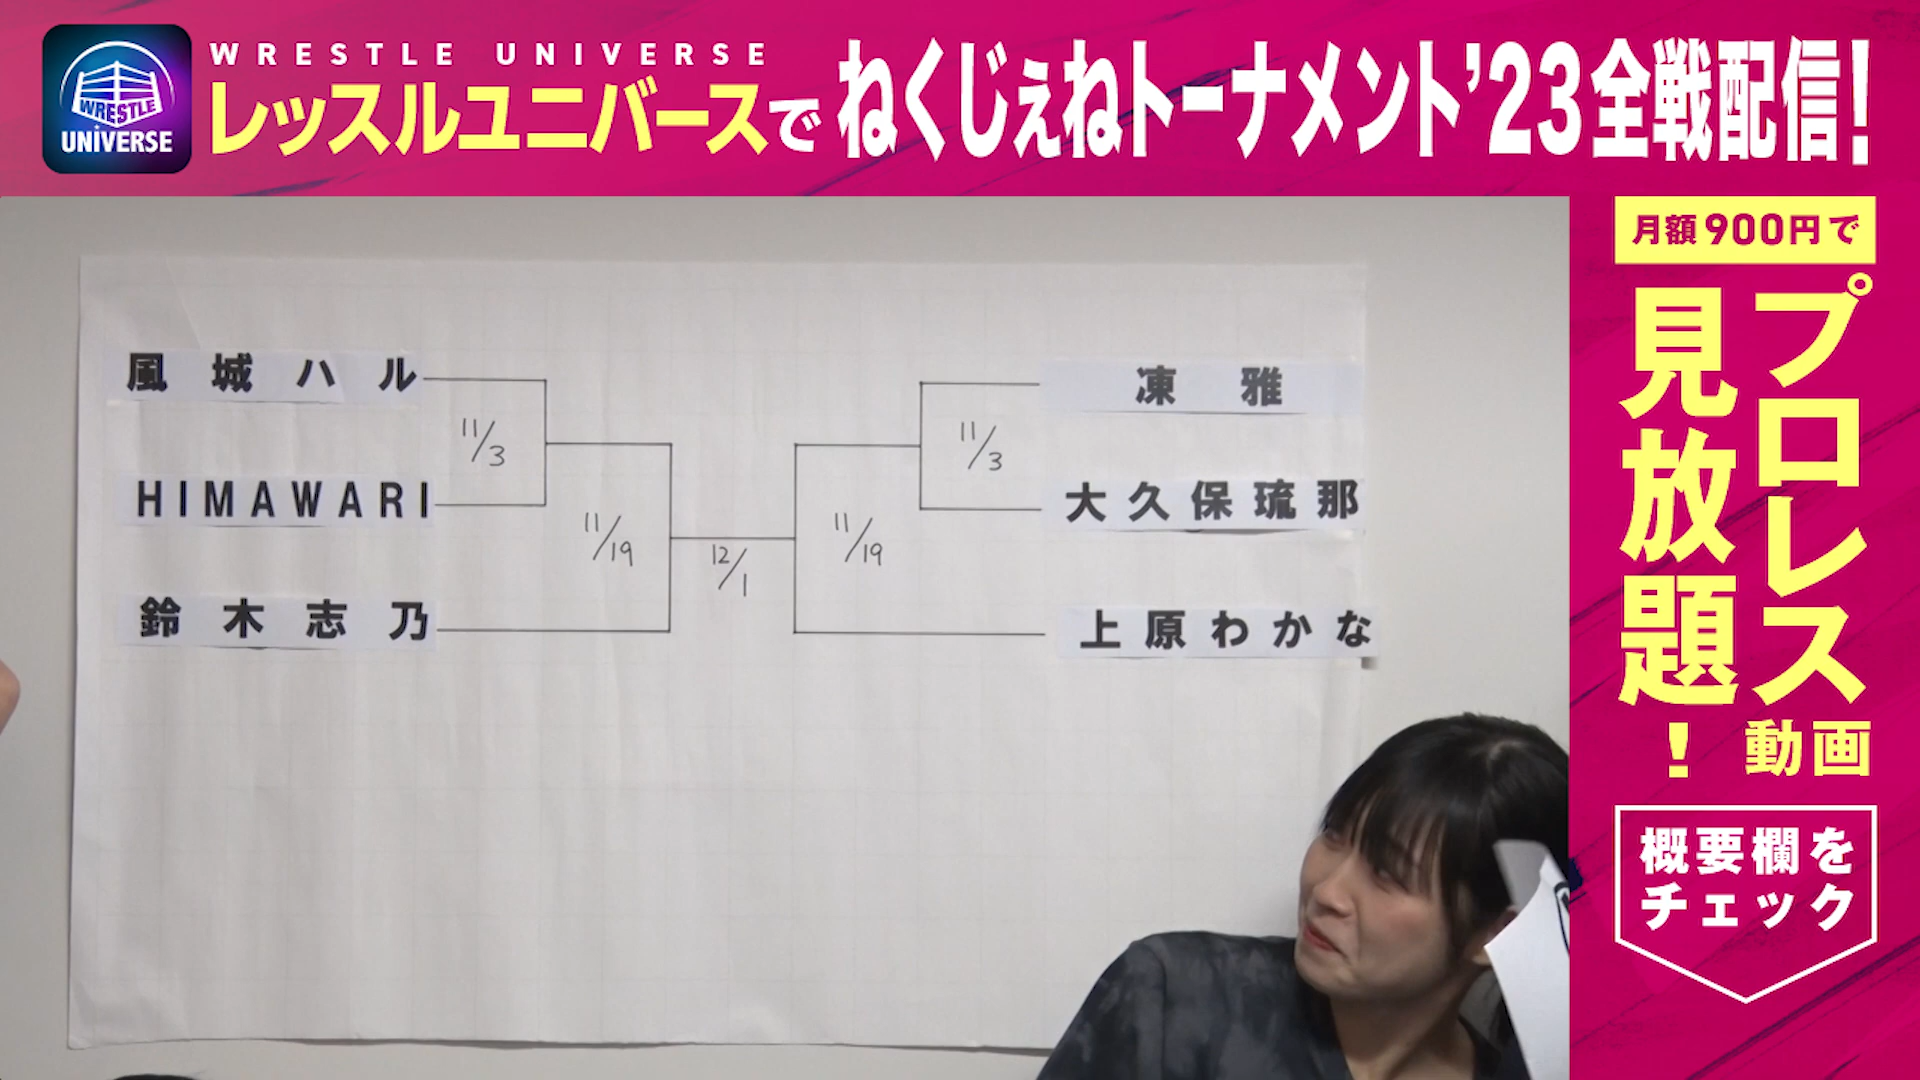 WRESTLE UNIVERSE
WRESTLE UNIVERSE
レッスルユニバースで ねくじぇねトーナメント'23全戦配信!
月額900円で
プロレス動画
見放題!
概要欄を
チェック
風城ハル
HIMAWARI
鈴木志乃
11/3
11/19
12/1
11/19
11/3
凍雅
大久保琉那
上原わかな